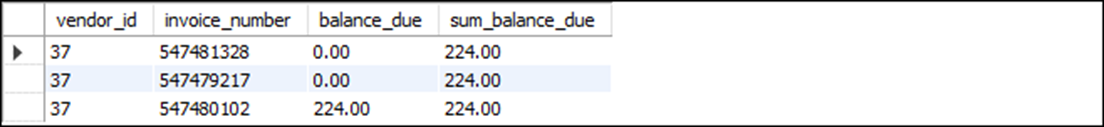 vendor_id invoice_number balance_due sum_balance_due
37 547481328 0.00 224.00
37 547479217 0.00 224.00
37 547480102 224.00 224.00